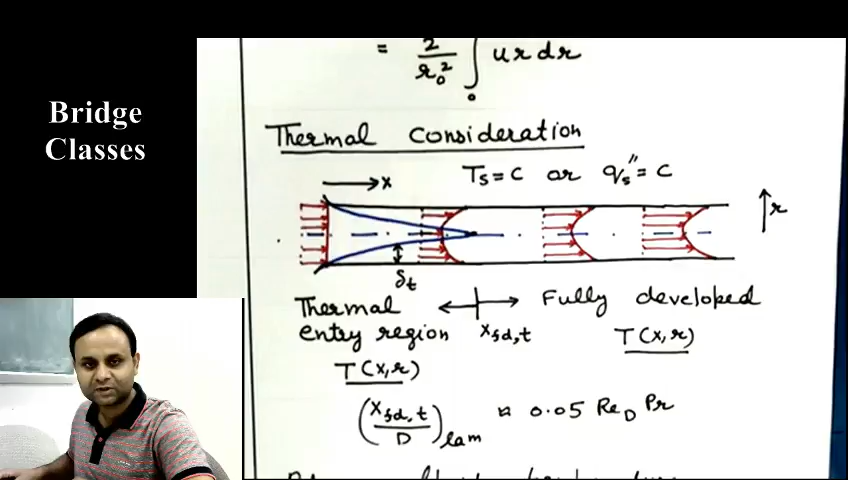 Bridge
Classes
= 2/r₀² ∫₀ u r dr
Thermal consideration
→ x
Tₛ = C or qₛ″ = C
r
δₜ
Thermal ← → Fully developed
entry region x_fd,t T(x,r)
T(x,r)
(x_fd,t / D)_lam ≈ 0.05 Re_D Pr